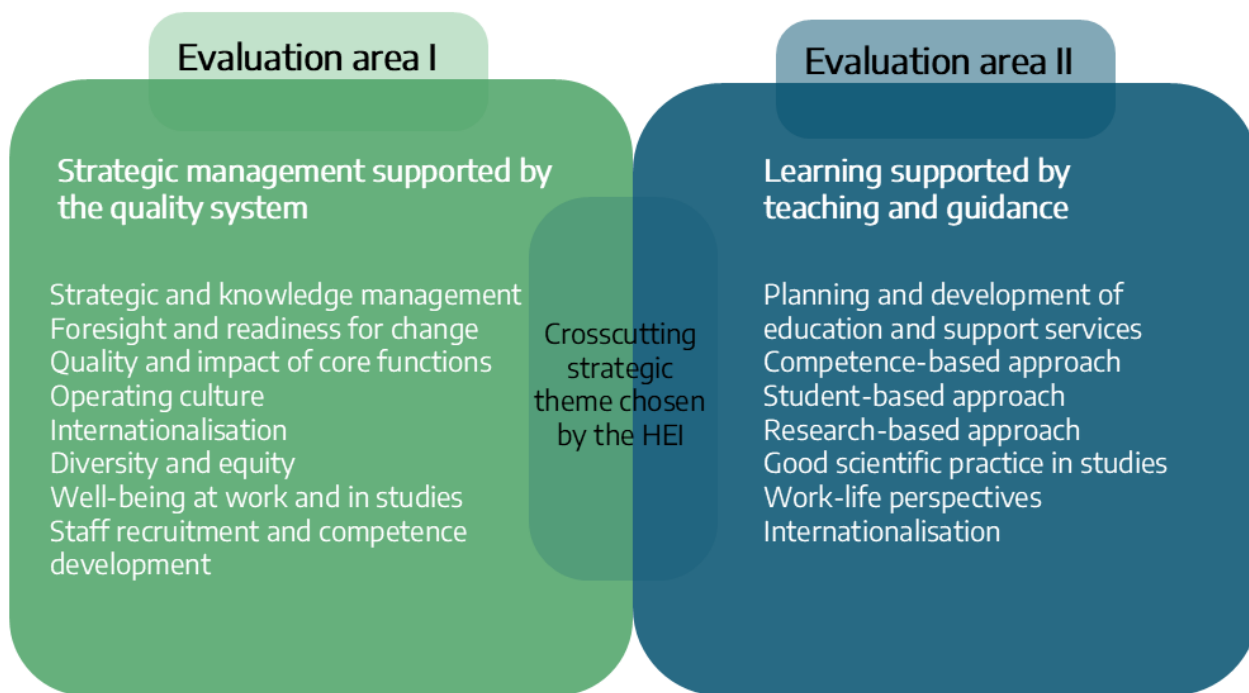 Evaluation area I
Strategic management supported by
the quality system
Strategic and knowledge management
Foresight and readiness for change
Quality and impact of core functions
Operating culture
Internationalisation
Diversity and equity
Well-being at work and in studies
Staff recruitment and competence
development
Crosscutting
strategic
theme chosen
by the HEI
Evaluation area II
Learning supported by
teaching and guidance
Planning and development of
education and support services
Competence-based approach
Student-based approach
Research-based approach
Good scientific practice in studies
Work-life perspectives
Internationalisation